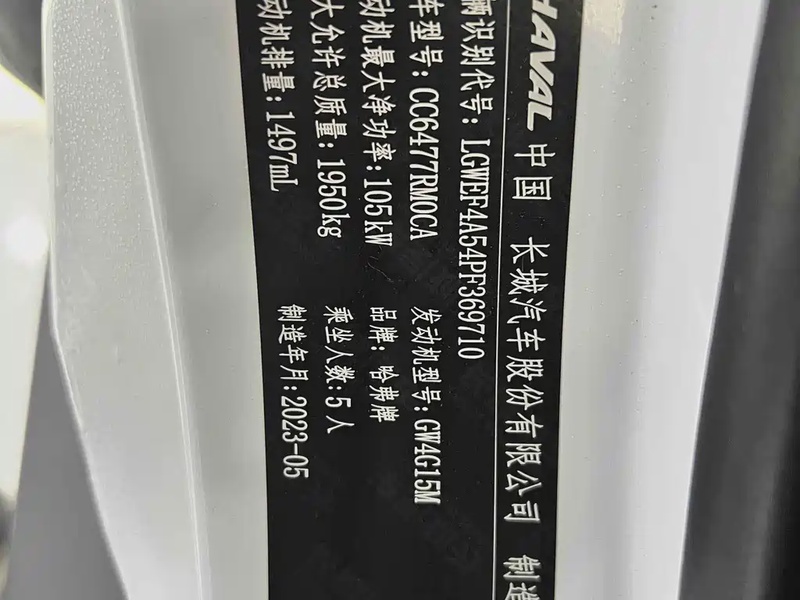 HAVAL 中国 长城汽车股份有限公司 制造
辆识别代号: LGWEF4A54PF369710
车型号: CC6477RM0CA 发动机型号: GW4G15M
动机最大净功率: 105kW 品牌: 哈弗牌
大允许总质量: 1950kg 乘坐人数: 5人
动机排量: 1497mL 制造年月: 2023-05